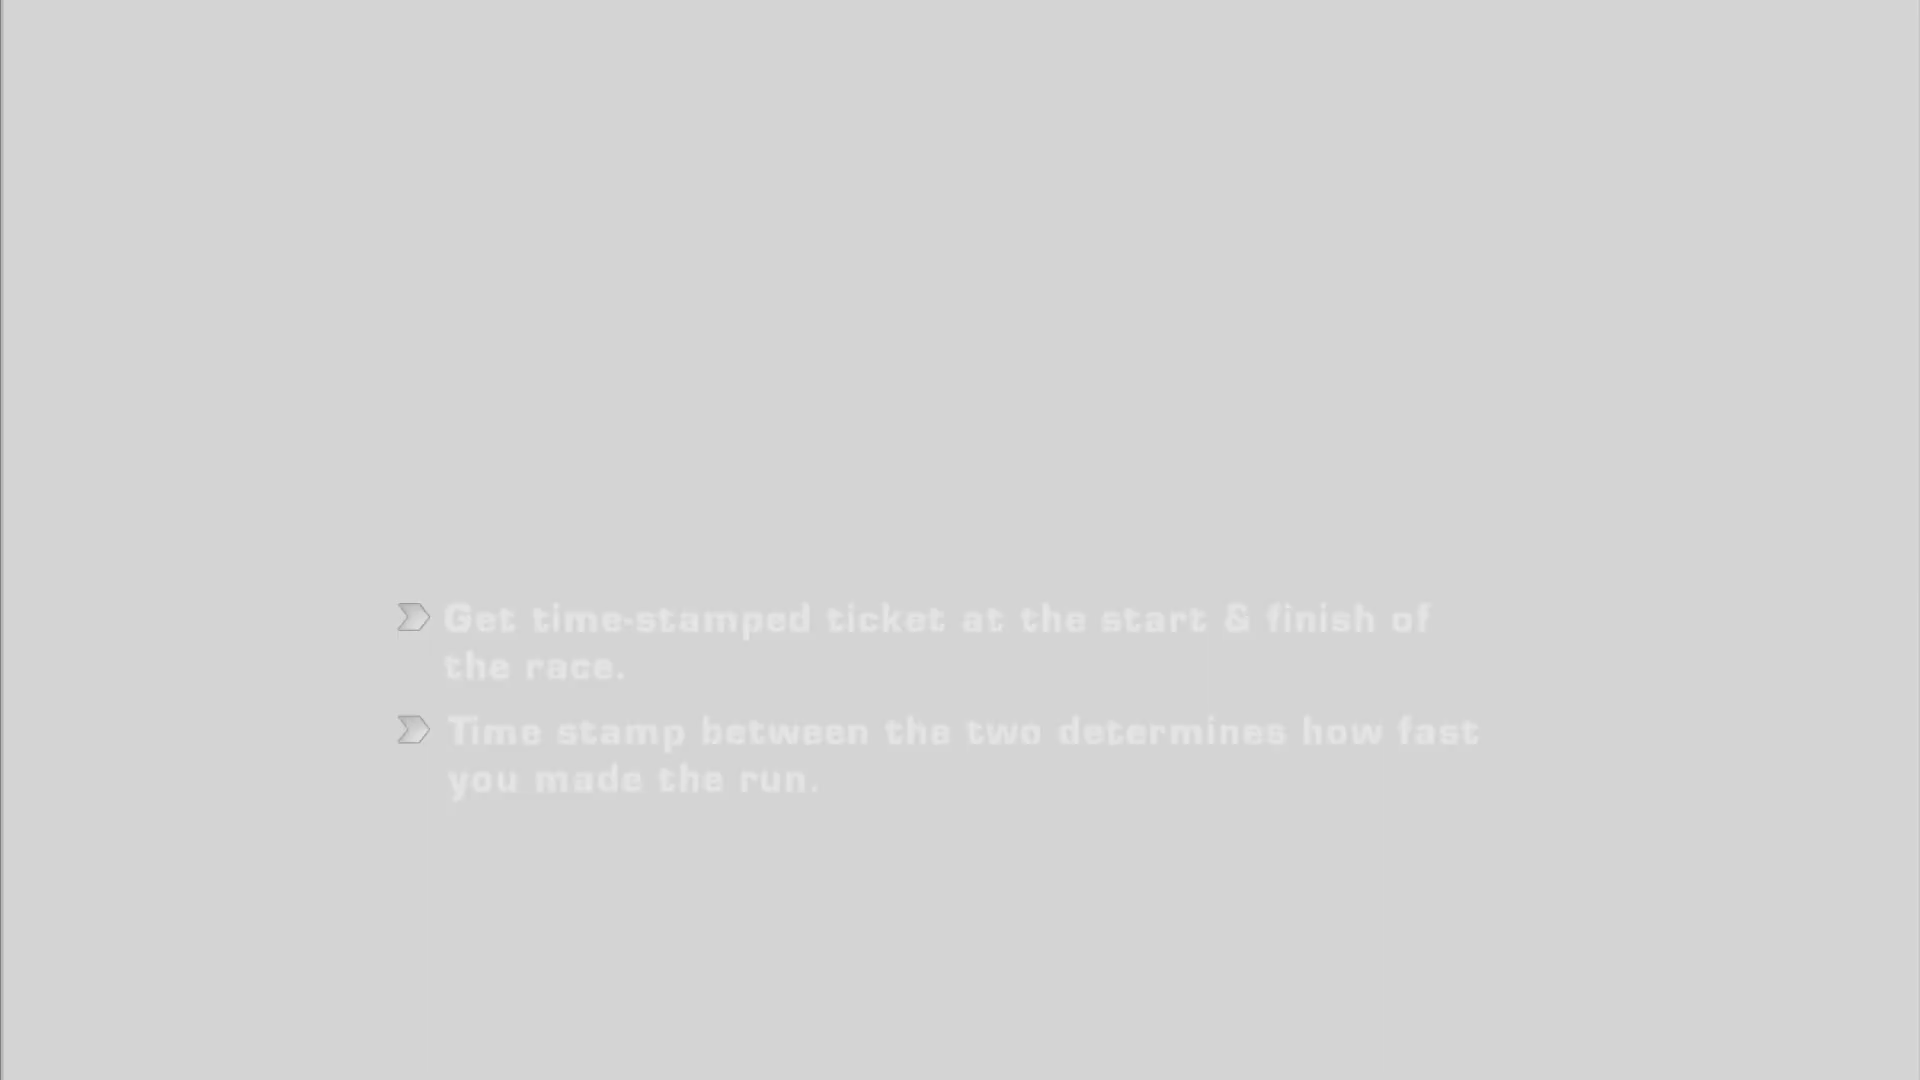 Get time-stamped ticket at the start & finish of
the race.
Time stamp between the two determines how fast
you made the run.